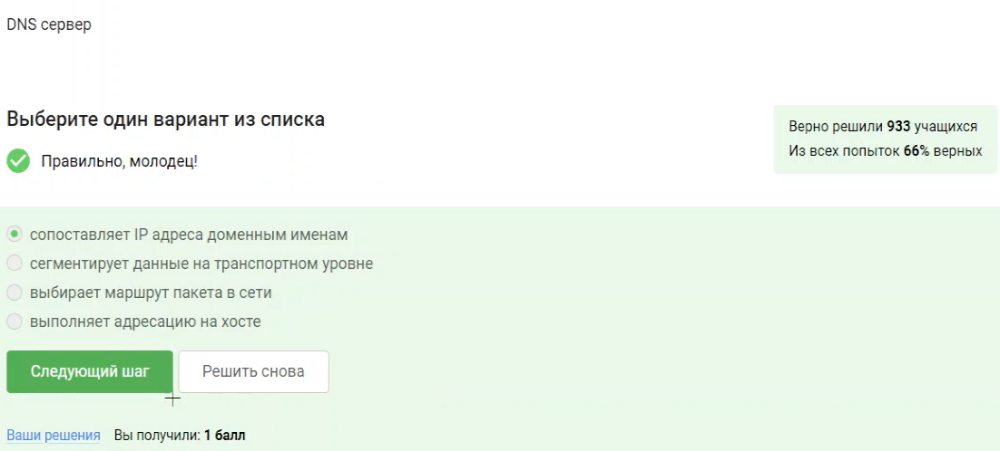 DNS сервер
Выберите один вариант из списка
Правильно, молодец!
Верно решили 933 учащихся
Из всех попыток 66% верных
сопоставляет IP адреса доменным именам
сегментирует данные на транспортном уровне
выбирает маршрут пакета в сети
выполняет адресацию на хосте
Следующий шаг
Решить снова
Ваши решения Вы получили: 1 балл